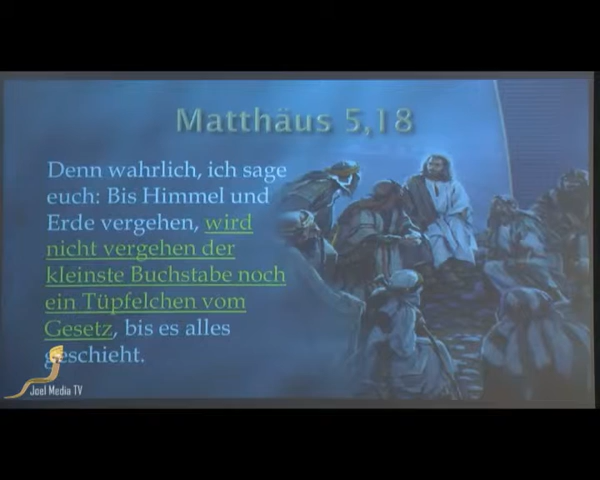 Matthäus 5,18
Denn wahrlich, ich sage
euch: Bis Himmel und
Erde vergehen, wird
nicht vergehen der
kleinste Buchstabe noch
ein Tüpfelchen vom
Gesetz, bis es alles
geschieht.
Joel Media TV